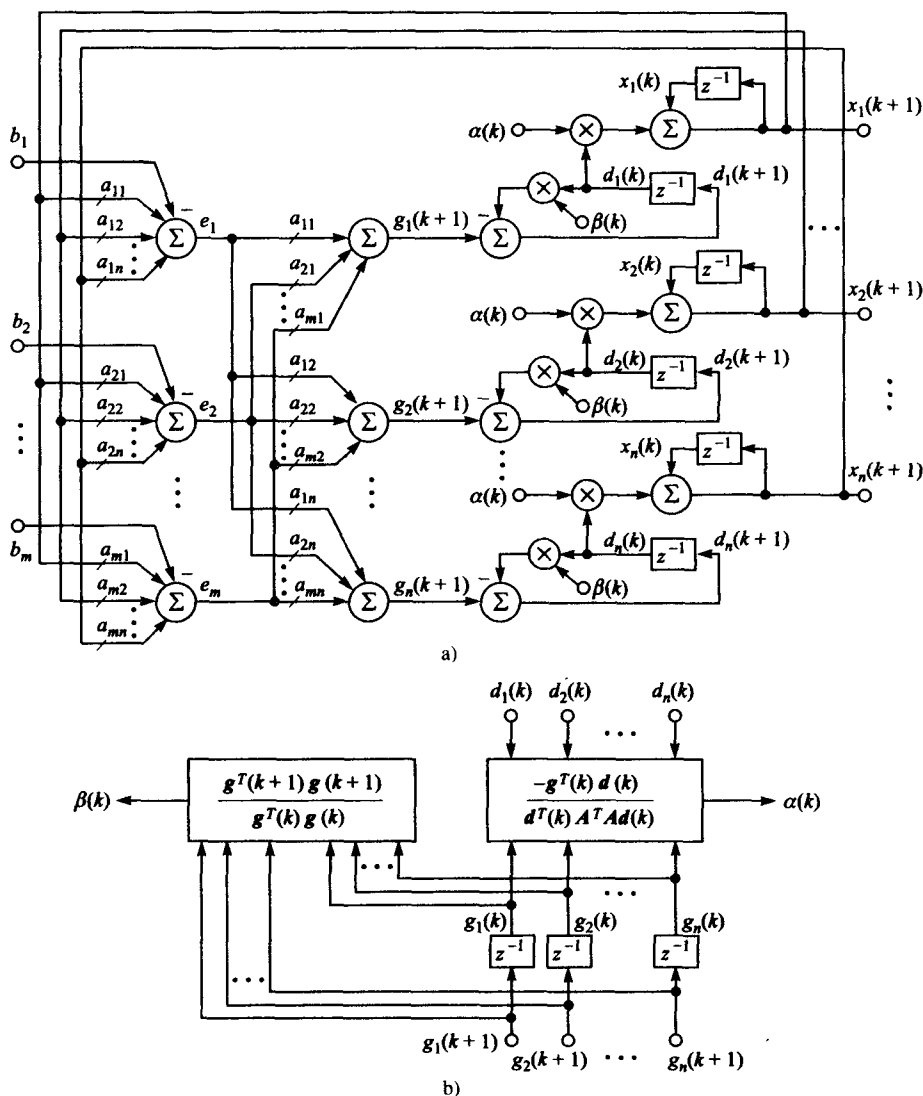 x₁(k) z⁻¹ x₁(k + 1)
b₁ α(k) × Σ
a₁₁ d₁(k) z⁻¹ d₁(k + 1)
a₁₂ − Σ e₁ a₁₁ Σ g₁(k + 1) − Σ × β(k) ...
a₁ₙ a₂₁ x₂(k) z⁻¹ x₂(k + 1)
b₂ aₘ₁ α(k) × Σ
a₂₁ a₁₂ d₂(k) z⁻¹ d₂(k + 1)
a₂₂ − Σ e₂ a₂₂ Σ g₂(k + 1) − Σ × β(k)
a₂ₙ aₘ₂ xₙ(k) z⁻¹ xₙ(k + 1)
bₘ a₁ₙ α(k) × Σ
aₘ₁ a₂ₙ dₙ(k) z⁻¹ dₙ(k + 1)
aₘ₂ − Σ eₘ aₘₙ Σ gₙ(k + 1) − Σ × β(k)
aₘₙ
a)
d₁(k) d₂(k) ... dₙ(k)
β(k) gᵀ(k+1) g(k+1) −gᵀ(k) d(k) α(k)
gᵀ(k) g(k) dᵀ(k) AᵀAd(k)
... ...
g₁(k) g₂(k) gₙ(k)
... z⁻¹ z⁻¹ z⁻¹
g₁(k + 1) g₂(k + 1) ... gₙ(k + 1)
b)